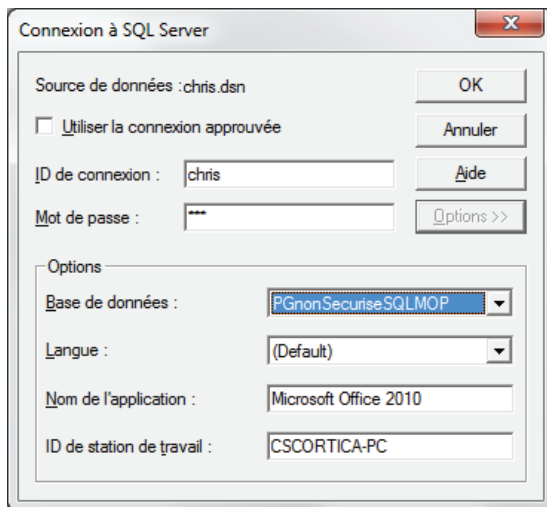 Connexion à SQL Server
Source de données :chris.dsn
OK
Utiliser la connexion approuvée
Annuler
ID de connexion : chris
Aide
Mot de passe : ***
Options >>
Options
Base de données : PGnonSecuriseSQLMOP
Langue : (Default)
Nom de l'application : Microsoft Office 2010
ID de station de travail : CSCORTICA-PC